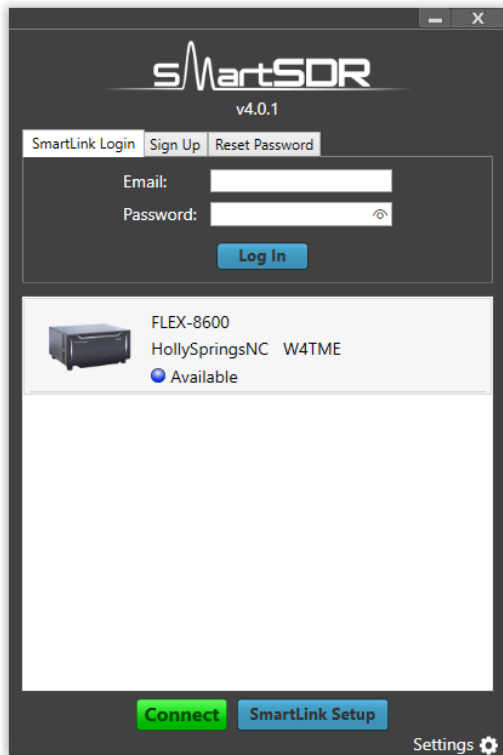 X
smartSDR
v4.0.1
SmartLink Login Sign Up Reset Password
Email:
Password:
Log In
FLEX-8600
HollySpringsNC W4TME
Available
Connect SmartLink Setup
Settings